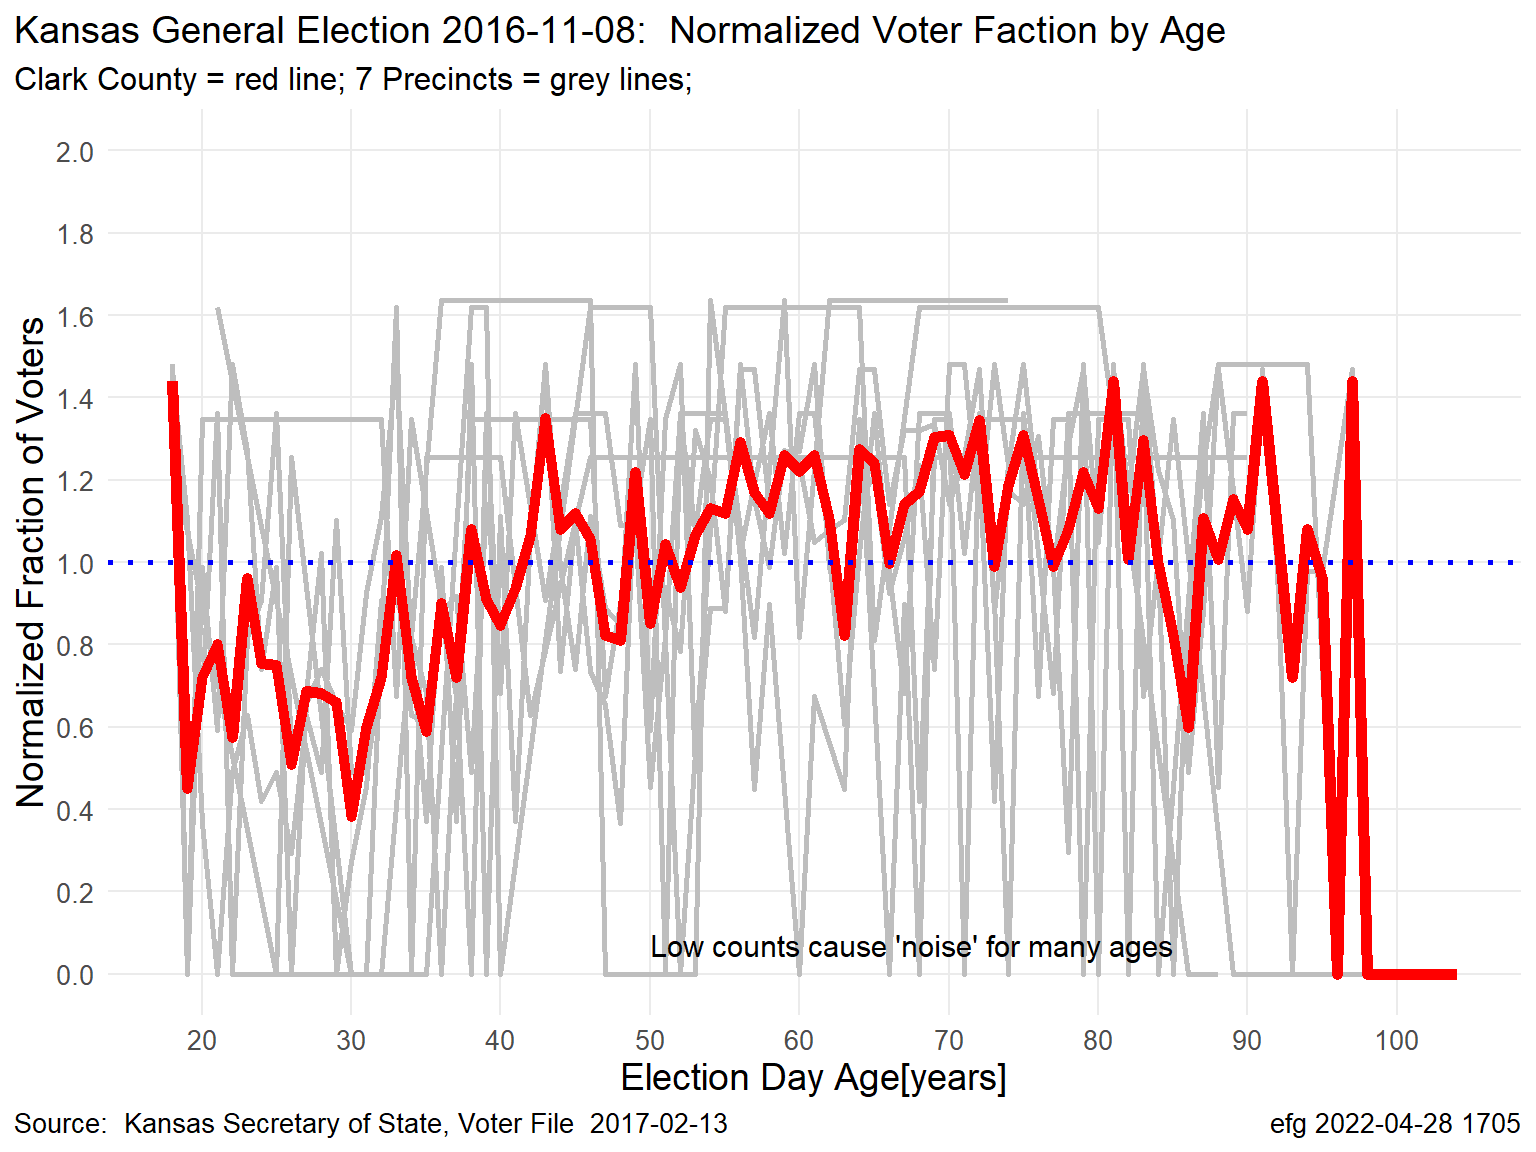 Kansas General Election 2016-11-08:  Normalized Voter Faction by Age
Clark County = red line; 7 Precincts = grey lines;
Normalized Fraction of Voters
2.0
1.8
1.6
1.4
1.2
1.0
0.8
0.6
0.4
0.2
0.0
Low counts cause 'noise' for many ages
20 30 40 50 60 70 80 90 100
Election Day Age[years]
Source:  Kansas Secretary of State, Voter File  2017-02-13
efg 2022-04-28 1705